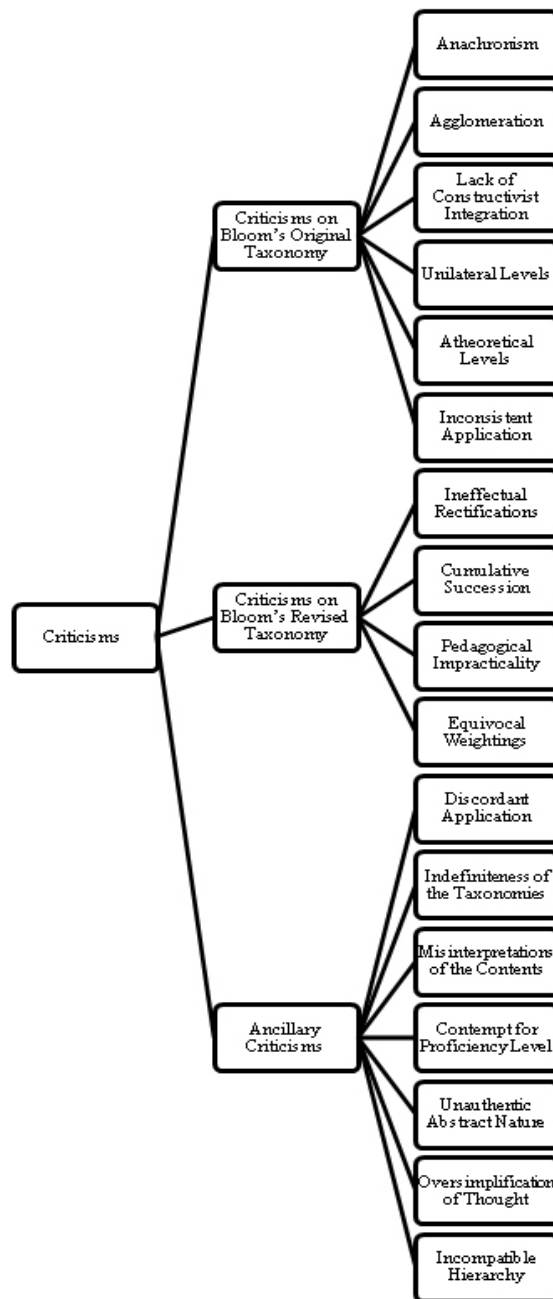 Anachronism
Agglomeration
Lack of
Constructivist
Integration
Criticisms on
Bloom's Original
Taxonomy
Unilateral Levels
Atheoretical
Levels
Inconsistent
Application
Ineffectual
Rectifications
Cumulative
Succession
Criticisms on
Bloom's Revised
Taxonomy
Criticisms
Pedagogical
Impracticality
Equivocal
Weightings
Discordant
Application
Indefiniteness of
the Taxonomies
Misinterpretations
of the Contents
Ancillary
Criticisms
Contempt for
Proficiency Level
Unauthentic
Abstract Nature
Oversimplification
of Thought
Incompatible
Hierarchy